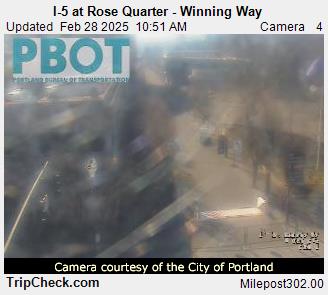 I-5 at Rose Quarter - Winning Way
Updated Feb 28 2025 10:51 AM Camera 4
PBOT
PORTLAND BUREAU OF TRANSPORTATION
Camera courtesy of the City of Portland
TripCheck.com Milepost302.00